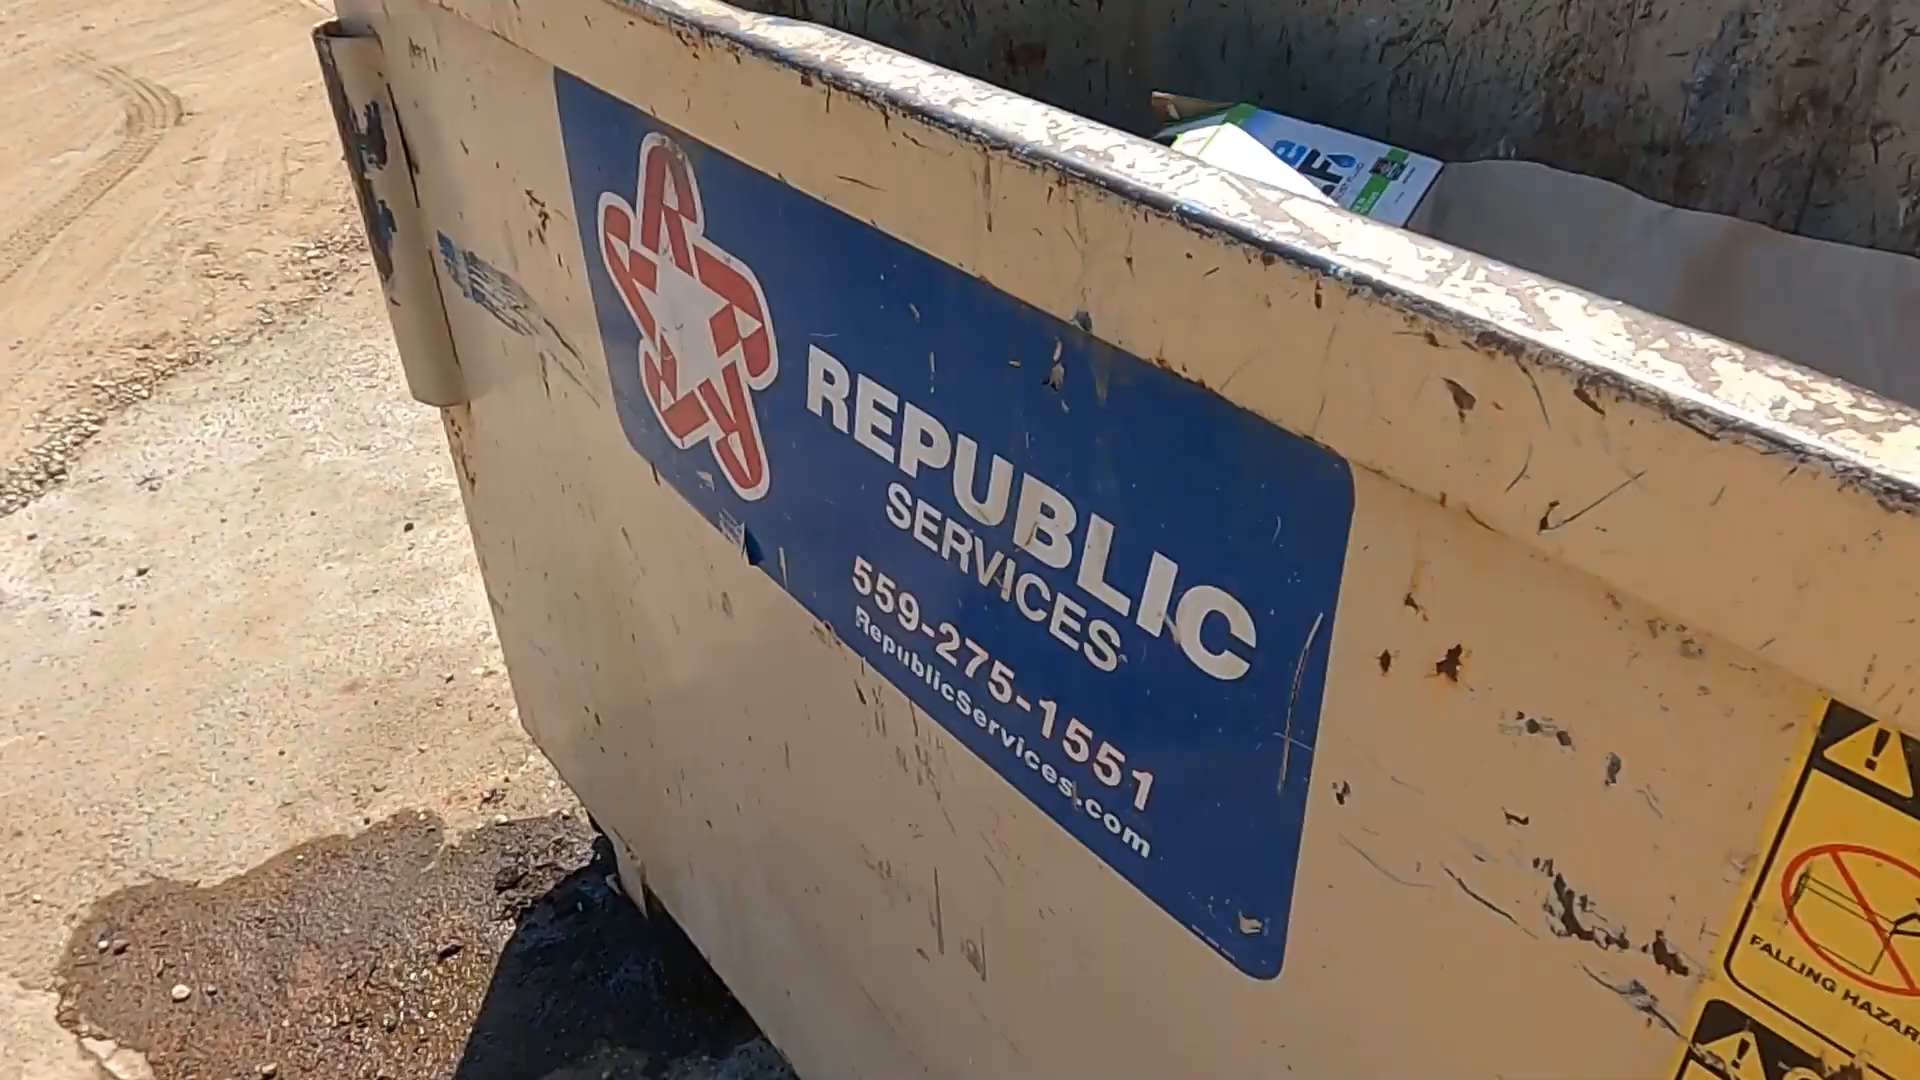 REPUBLIC
SERVICES
559-275-1551
RepublicServices.com
FALLING HAZARD